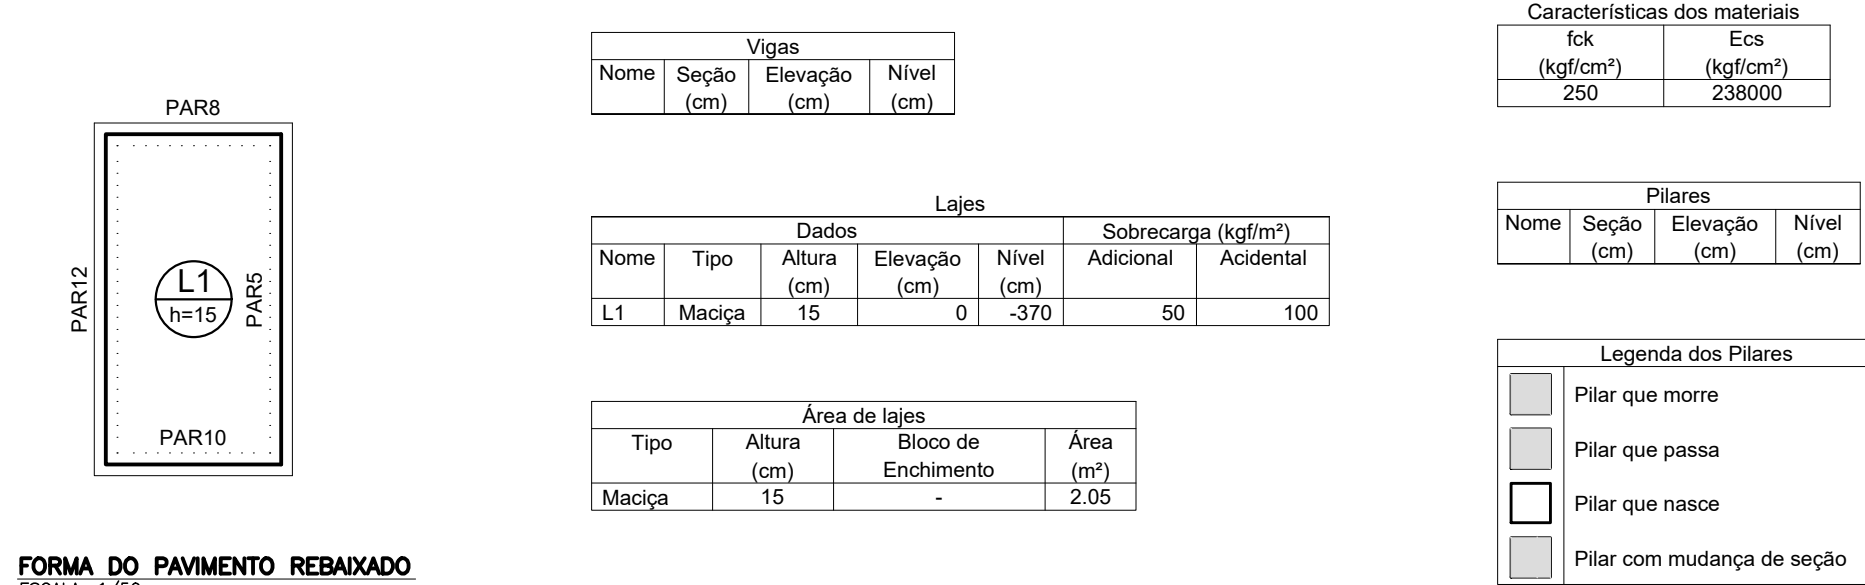 PAR8
PAR12
L1
h=15
PAR5
PAR10
FORMA DO PAVIMENTO REBAIXADO
ESCALA 1/50
Vigas
Nome Seção Elevação Nível
(cm) (cm) (cm)
Lajes
Dados Sobrecarga (kgf/m²)
Nome Tipo Altura Elevação Nível Adicional Acidental
(cm) (cm) (cm)
L1 Maciça 15 0 -370 50 100
Área de lajes
Tipo Altura Bloco de Área
(cm) Enchimento (m²)
Maciça 15 - 2.05
Características dos materiais
fck Ecs
(kgf/cm²) (kgf/cm²)
250 238000
Pilares
Nome Seção Elevação Nível
(cm) (cm) (cm)
Legenda dos Pilares
Pilar que morre
Pilar que passa
Pilar que nasce
Pilar com mudança de seção